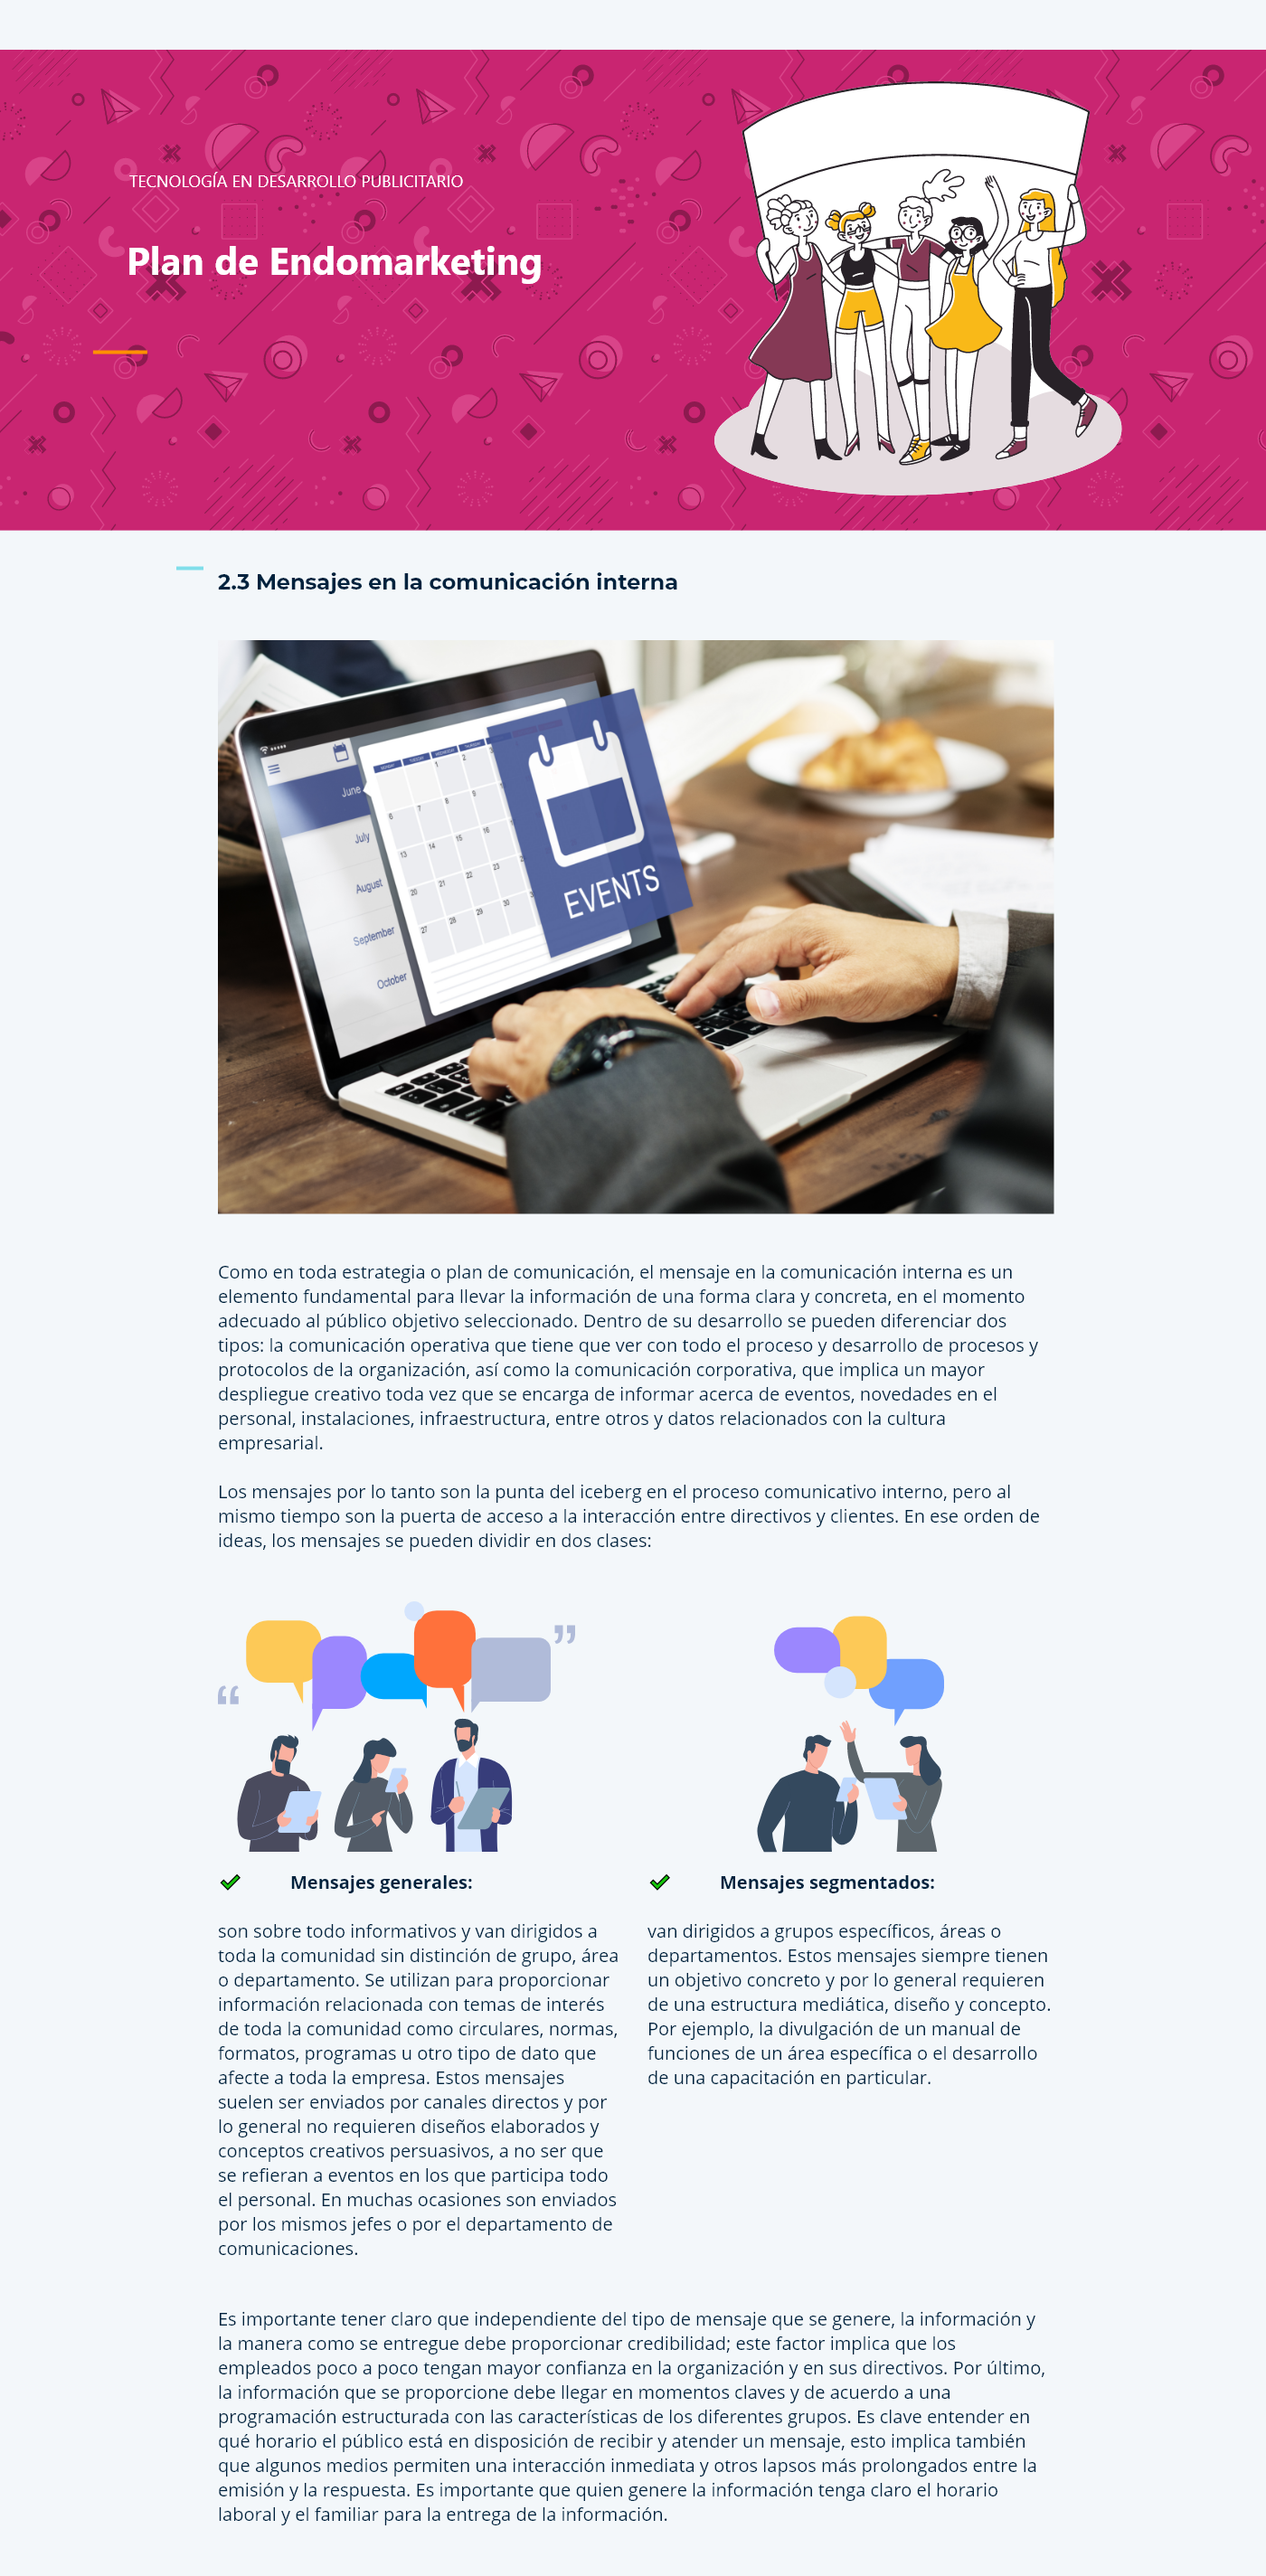 TECNOLOGÍA EN DESARROLLO PUBLICITARIO
Plan de Endomarketing
2.3 Mensajes en la comunicación interna
June
July
August
September
October
EVENTS
Como en toda estrategia o plan de comunicación, el mensaje en la comunicación interna es un
elemento fundamental para llevar la información de una forma clara y concreta, en el momento
adecuado al público objetivo seleccionado. Dentro de su desarrollo se pueden diferenciar dos
tipos: la comunicación operativa que tiene que ver con todo el proceso y desarrollo de procesos y
protocolos de la organización, así como la comunicación corporativa, que implica un mayor
despliegue creativo toda vez que se encarga de informar acerca de eventos, novedades en el
personal, instalaciones, infraestructura, entre otros y datos relacionados con la cultura
empresarial.
Los mensajes por lo tanto son la punta del iceberg en el proceso comunicativo interno, pero al
mismo tiempo son la puerta de acceso a la interacción entre directivos y clientes. En ese orden de
ideas, los mensajes se pueden dividir en dos clases:
Mensajes generales:
son sobre todo informativos y van dirigidos a
toda la comunidad sin distinción de grupo, área
o departamento. Se utilizan para proporcionar
información relacionada con temas de interés
de toda la comunidad como circulares, normas,
formatos, programas u otro tipo de dato que
afecte a toda la empresa. Estos mensajes
suelen ser enviados por canales directos y por
lo general no requieren diseños elaborados y
conceptos creativos persuasivos, a no ser que
se refieran a eventos en los que participa todo
el personal. En muchas ocasiones son enviados
por los mismos jefes o por el departamento de
comunicaciones.
Mensajes segmentados:
van dirigidos a grupos específicos, áreas o
departamentos. Estos mensajes siempre tienen
un objetivo concreto y por lo general requieren
de una estructura mediática, diseño y concepto.
Por ejemplo, la divulgación de un manual de
funciones de un área específica o el desarrollo
de una capacitación en particular.
Es importante tener claro que independiente del tipo de mensaje que se genere, la información y
la manera como se entregue debe proporcionar credibilidad; este factor implica que los
empleados poco a poco tengan mayor confianza en la organización y en sus directivos. Por último,
la información que se proporcione debe llegar en momentos claves y de acuerdo a una
programación estructurada con las características de los diferentes grupos. Es clave entender en
qué horario el público está en disposición de recibir y atender un mensaje, esto implica también
que algunos medios permiten una interacción inmediata y otros lapsos más prolongados entre la
emisión y la respuesta. Es importante que quien genere la información tenga claro el horario
laboral y el familiar para la entrega de la información.